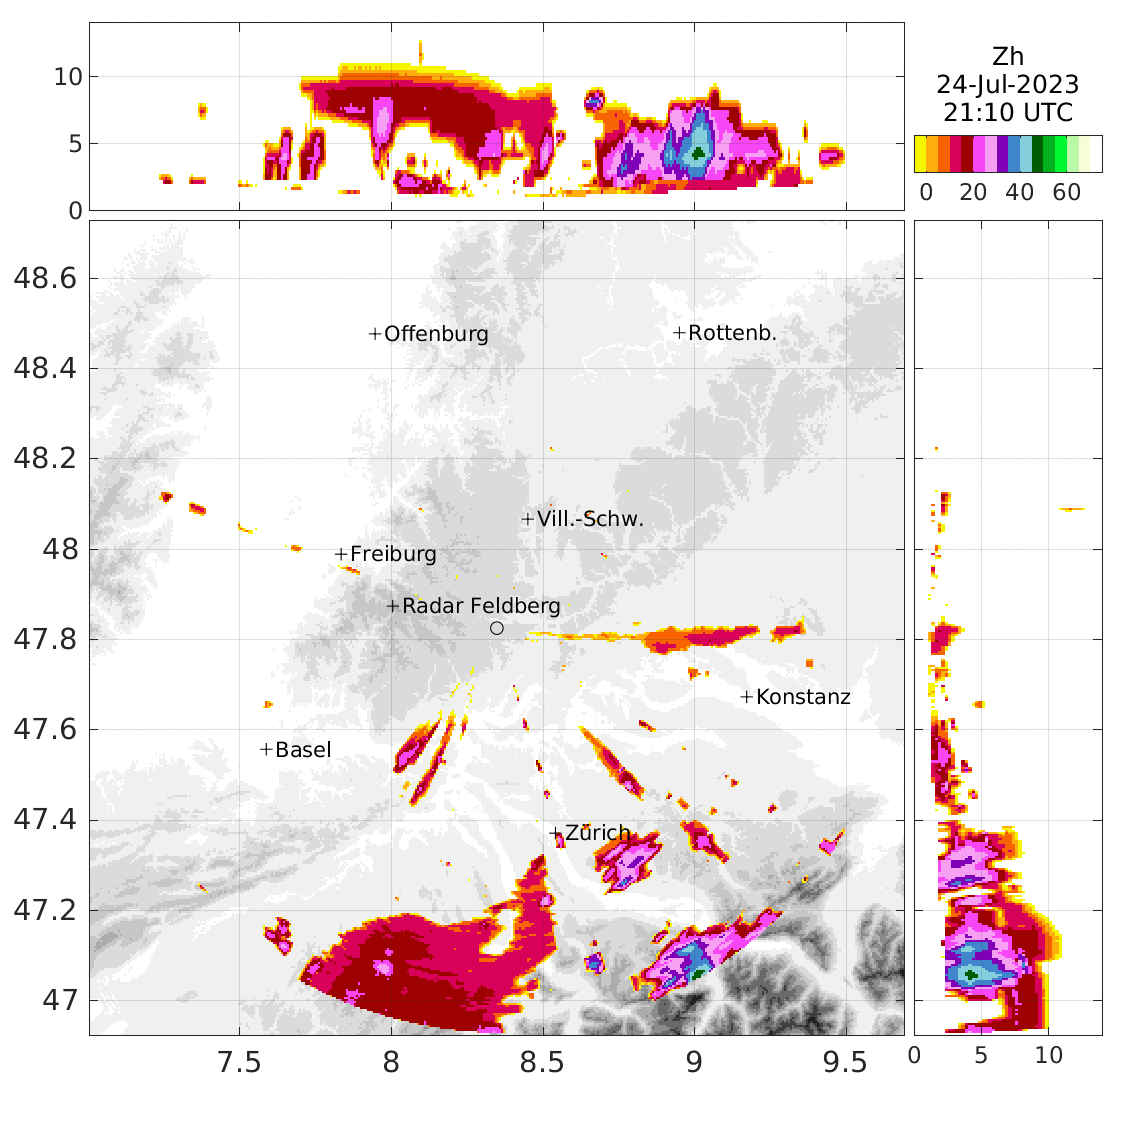 10
5
0
Zh
24-Jul-2023
21:10 UTC
0 20 40 60
48.6
48.4
48.2
48
47.8
47.6
47.4
47.2
47
Offenburg
Rottenb.
Vill.-Schw.
Freiburg
Radar Feldberg
Konstanz
Basel
Zürich
7.5 8 8.5 9 9.5
0 5 10